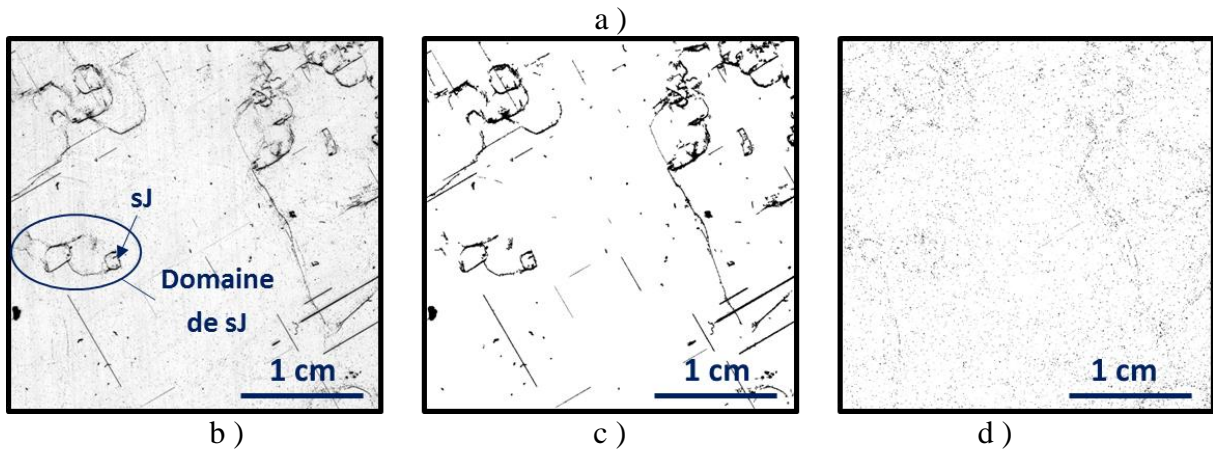 a )
sJ
Domaine
de sJ
1 cm
1 cm
1 cm
b )
c )
d )